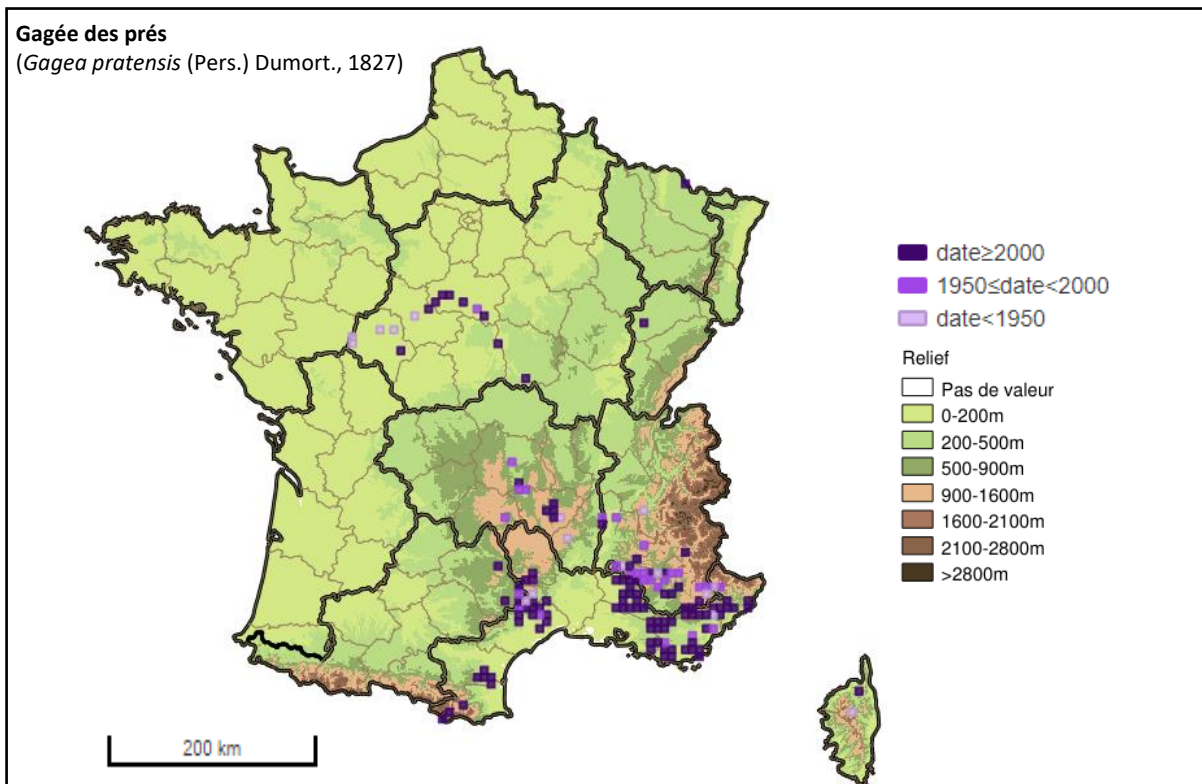 Gagée des prés
(Gagea pratensis (Pers.) Dumort., 1827)
date≥2000
1950≤date<2000
date<1950
Relief
Pas de valeur
0-200m
200-500m
500-900m
900-1600m
1600-2100m
2100-2800m
>2800m
200 km